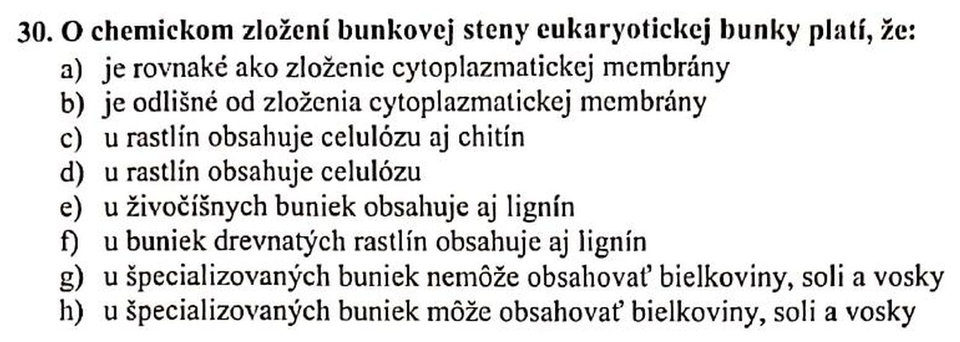 30. O chemickom zložení bunkovej steny eukaryotickej bunky platí, že:
a) je rovnaké ako zloženie cytoplazmatickej membrány
b) je odlišné od zloženia cytoplazmatickej membrány
c) u rastlín obsahuje celulózu aj chitín
d) u rastlín obsahuje celulózu
e) u živočíšnych buniek obsahuje aj lignín
f) u buniek drevnatých rastlín obsahuje aj lignín
g) u špecializovaných buniek nemôže obsahovať bielkoviny, soli a vosky
h) u špecializovaných buniek môže obsahovať bielkoviny, soli a vosky